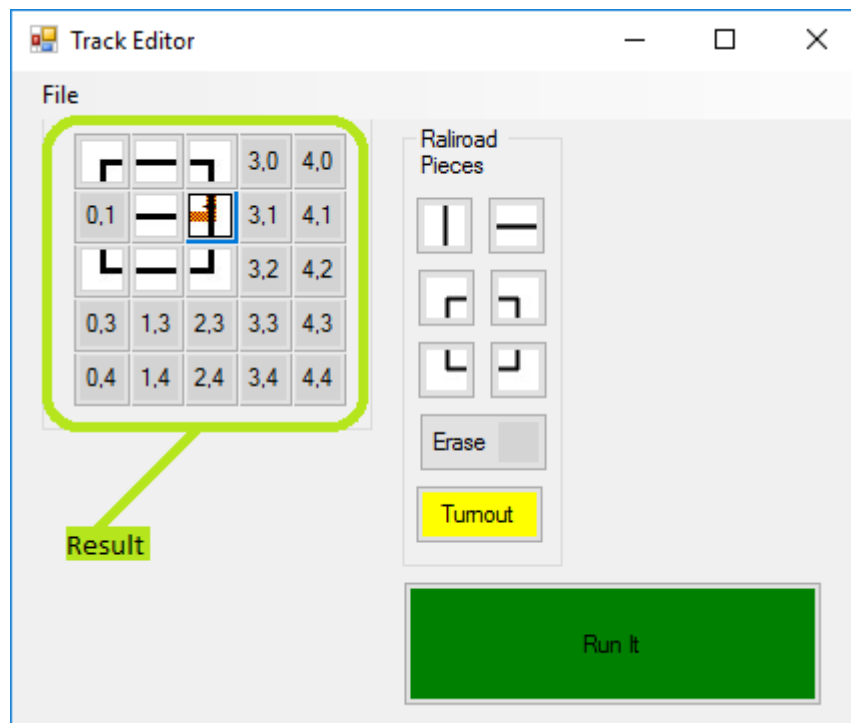 Track Editor
File
3,0 4,0
0,1 3,1 4,1
3,2 4,2
0,3 1,3 2,3 3,3 4,3
0,4 1,4 2,4 3,4 4,4
Result
Raliroad
Pieces
Erase
Turnout
Run It